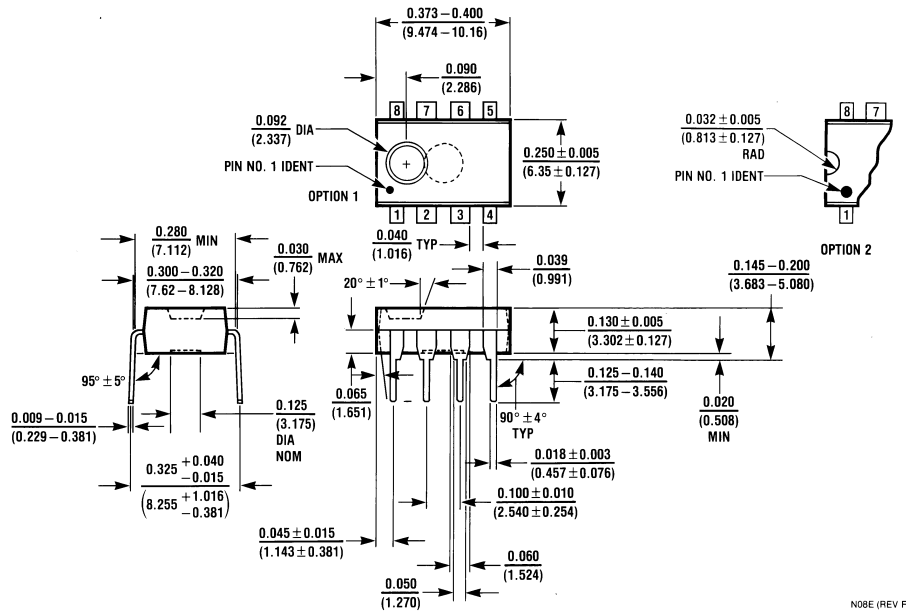 0.373 – 0.400
(9.474 – 10.16)
0.090
(2.286)
8 7 6 5
0.092
(2.337)
DIA
PIN NO. 1 IDENT
OPTION 1
1 2 3 4
0.250 ± 0.005
(6.35 ± 0.127)
0.032 ± 0.005
(0.813 ± 0.127)
RAD
PIN NO. 1 IDENT
8 7
1
OPTION 2
0.280
(7.112)
MIN
0.300 – 0.320
(7.62 – 8.128)
0.030
(0.762)
MAX
0.040
(1.016)
TYP
0.039
(0.991)
20° ± 1°
0.145 – 0.200
(3.683 – 5.080)
0.130 ± 0.005
(3.302 ± 0.127)
0.125 – 0.140
(3.175 – 3.556)
0.020
(0.508)
MIN
95° ± 5°
0.009 – 0.015
(0.229 – 0.381)
0.125
(3.175)
DIA
NOM
0.065
(1.651)
90° ± 4°
TYP
0.018 ± 0.003
(0.457 ± 0.076)
0.325 +0.040
–0.015
(8.255 +1.016
–0.381)
0.100 ± 0.010
(2.540 ± 0.254)
0.045 ± 0.015
(1.143 ± 0.381)
0.060
(1.524)
0.050
(1.270)
N08E (REV F